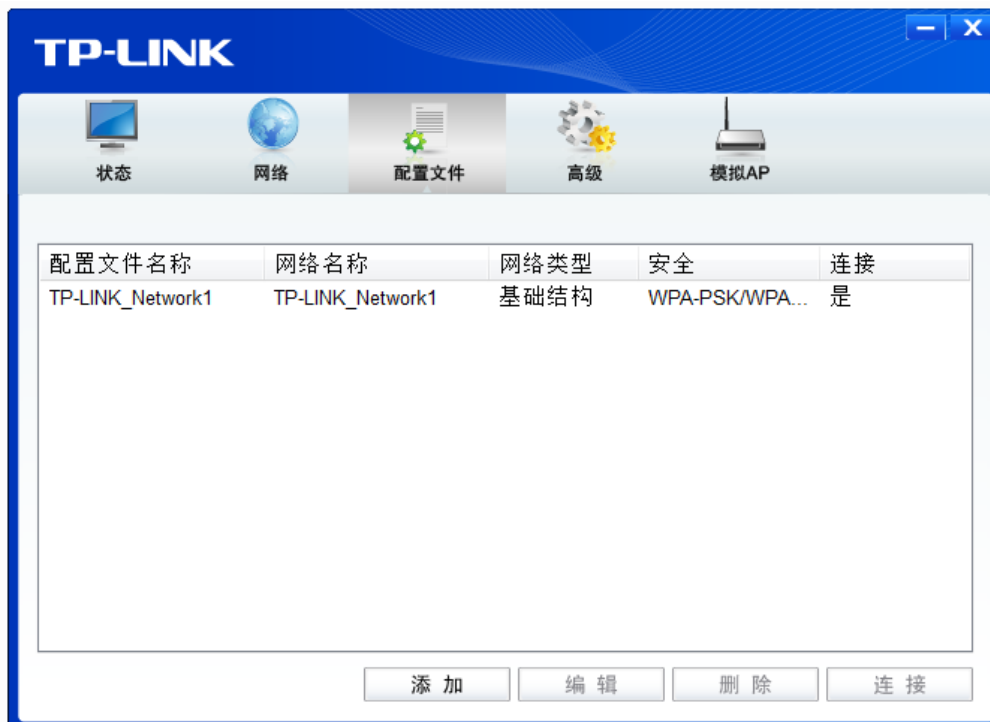 TP-LINK
状态 网络 配置文件 高级 模拟AP
配置文件名称 网络名称 网络类型 安全 连接
TP-LINK_Network1 TP-LINK_Network1 基础结构 WPA-PSK/WPA... 是
添加 编辑 删除 连接